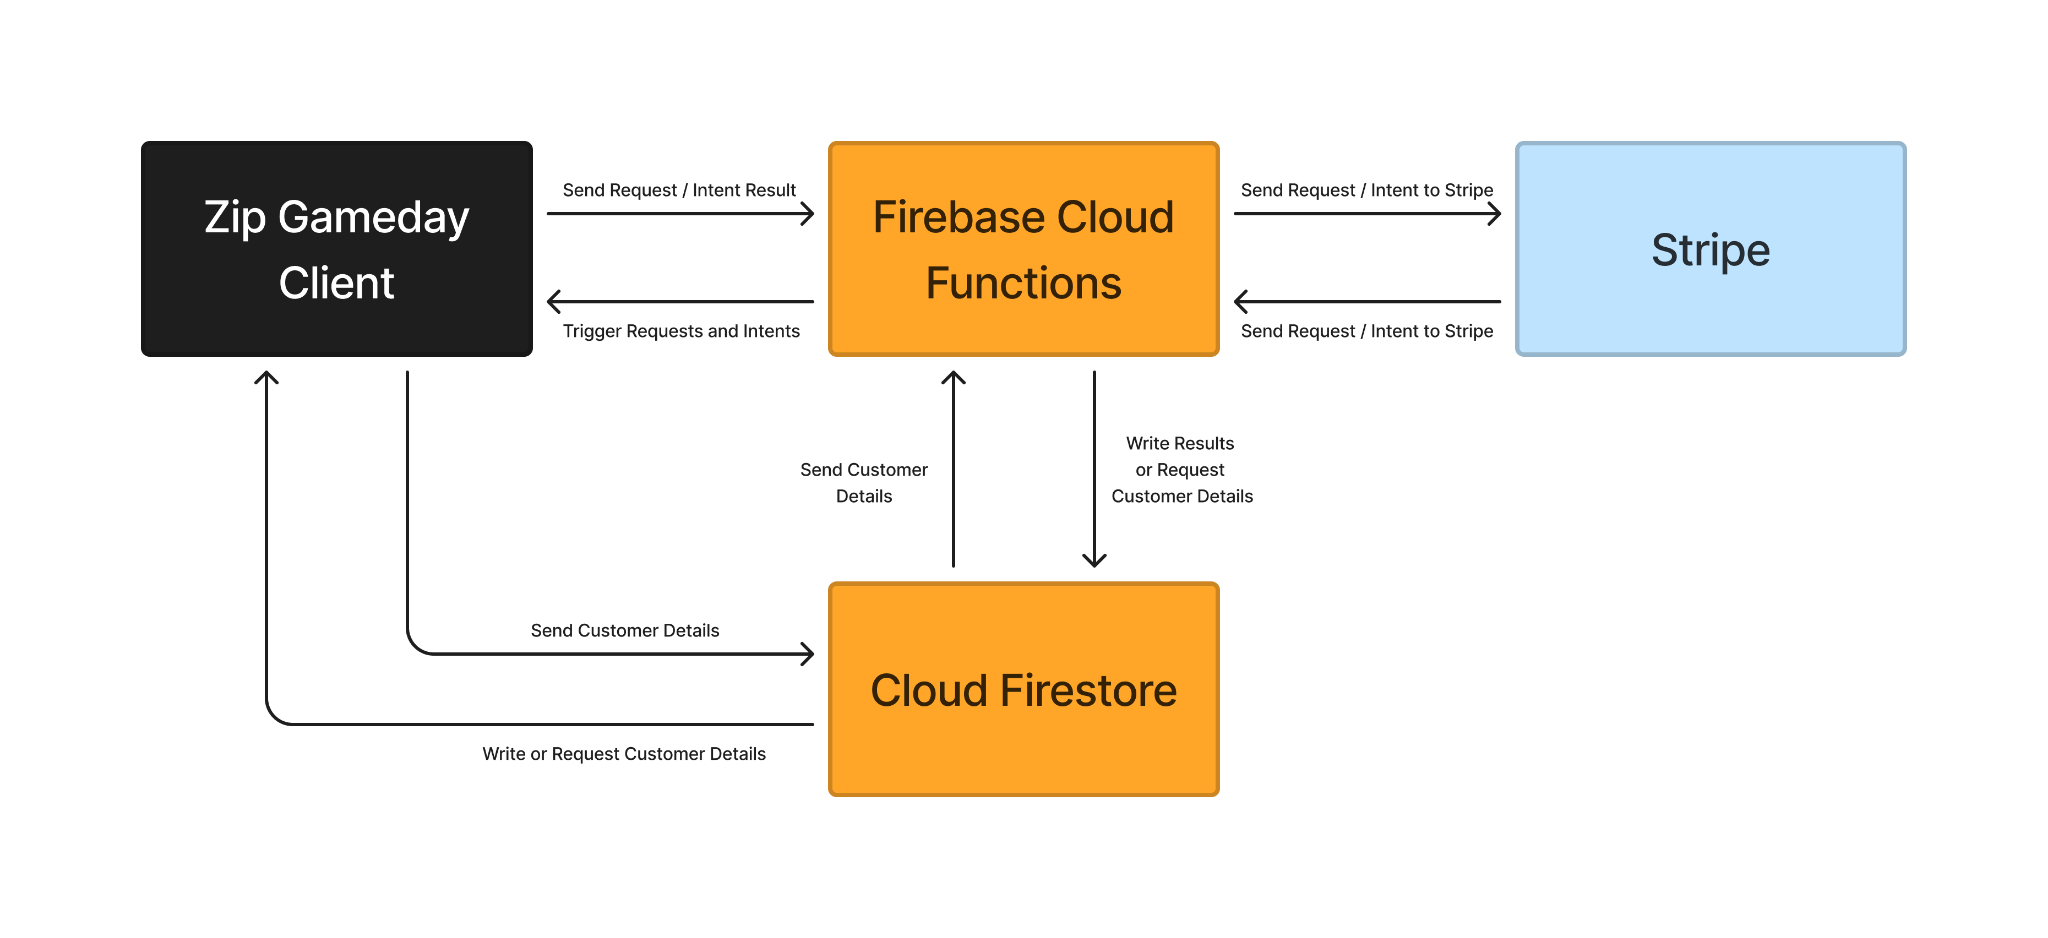 Zip Gameday
Client
Send Request / Intent Result
Trigger Requests and Intents
Firebase Cloud
Functions
Send Request / Intent to Stripe
Send Request / Intent to Stripe
Stripe
Send Customer
Details
Write Results
or Request
Customer Details
Send Customer Details
Write or Request Customer Details
Cloud Firestore